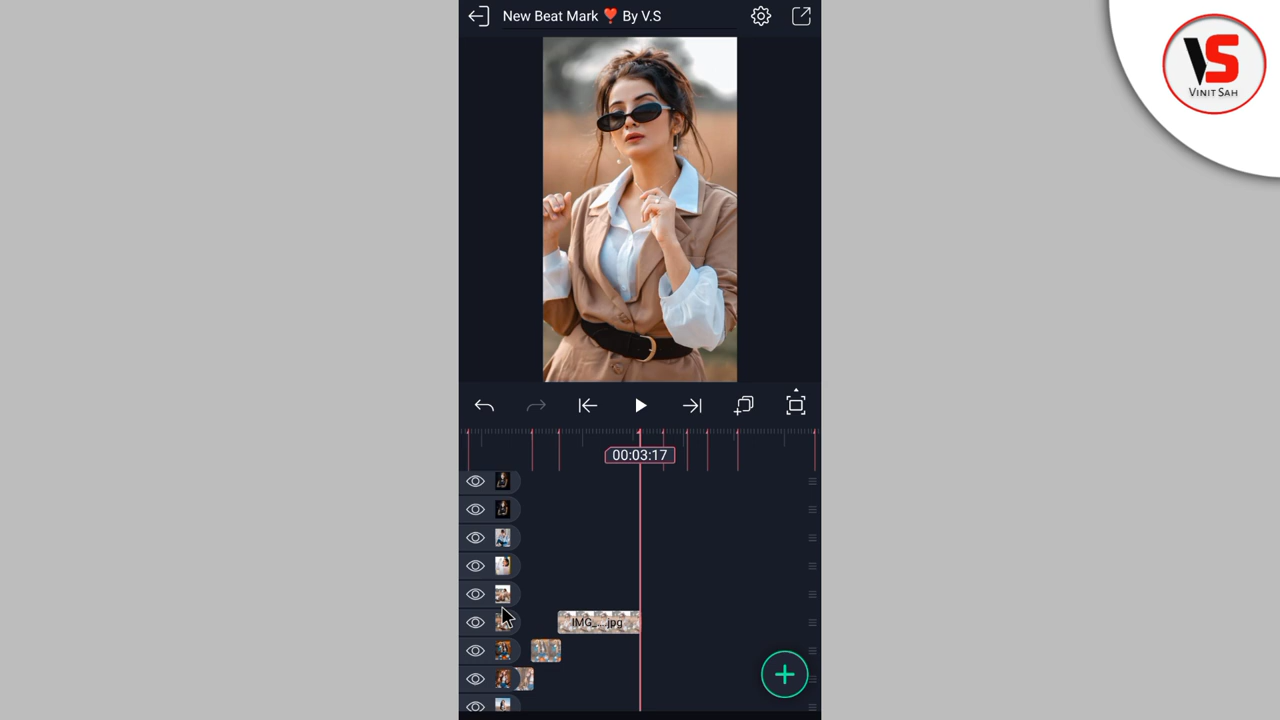 New Beat Mark ❤️ By V.S
VS
VINIT SAH
00:03:17
IMG_...jpg